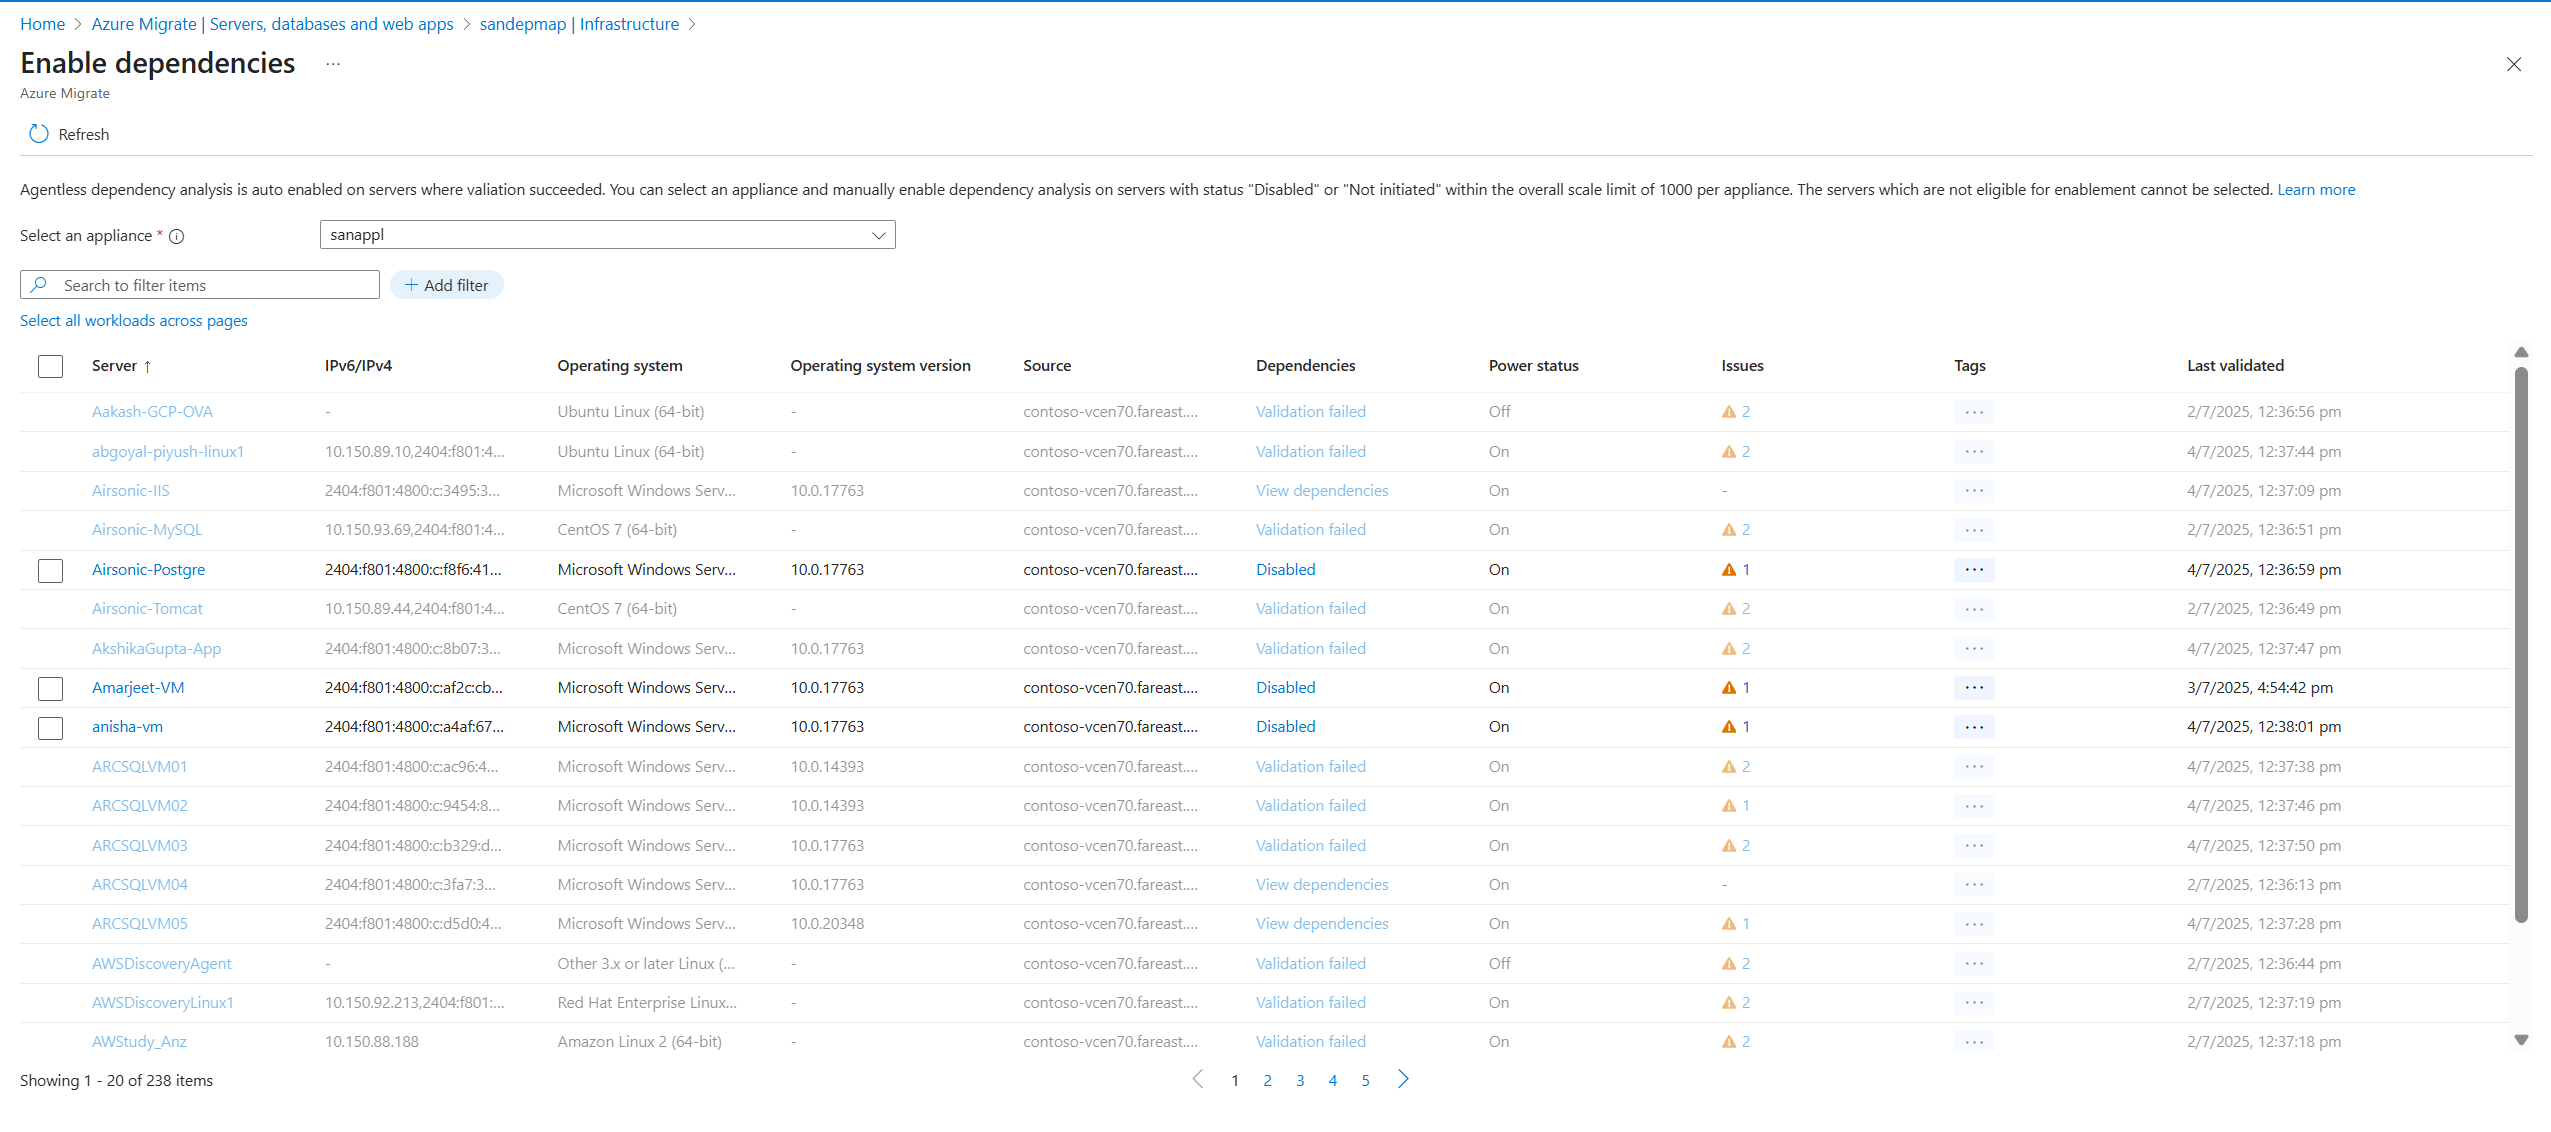 Home > Azure Migrate | Servers, databases and web apps > sandepmap | Infrastructure >
Enable dependencies ...
Azure Migrate
Refresh
Agentless dependency analysis is auto enabled on servers where valiation succeeded. You can select an appliance and manually enable dependency analysis on servers with status "Disabled" or "Not initiated" within the overall scale limit of 1000 per appliance. The servers which are not eligible for enablement cannot be selected. Learn more
Select an appliance * sanappl
Search to filter items + Add filter
Select all workloads across pages
Server ↑ IPv6/IPv4 Operating system Operating system version Source Dependencies Power status Issues Tags Last validated
Aakash-GCP-OVA - Ubuntu Linux (64-bit) - contoso-vcen70.fareast.... Validation failed Off 2 ... 2/7/2025, 12:36:56 pm
abgoyal-piyush-linux1 10.150.89.10,2404:f801:4... Ubuntu Linux (64-bit) - contoso-vcen70.fareast.... Validation failed On 2 ... 4/7/2025, 12:37:44 pm
Airsonic-IIS 2404:f801:4800:c:3495:3... Microsoft Windows Serv... 10.0.17763 contoso-vcen70.fareast.... View dependencies On - ... 4/7/2025, 12:37:09 pm
Airsonic-MySQL 10.150.93.69,2404:f801:4... CentOS 7 (64-bit) - contoso-vcen70.fareast.... Validation failed On 2 ... 2/7/2025, 12:36:51 pm
Airsonic-Postgre 2404:f801:4800:c:f8f6:41... Microsoft Windows Serv... 10.0.17763 contoso-vcen70.fareast.... Disabled On 1 ... 4/7/2025, 12:36:59 pm
Airsonic-Tomcat 10.150.89.44,2404:f801:4... CentOS 7 (64-bit) - contoso-vcen70.fareast.... Validation failed On 2 ... 2/7/2025, 12:36:49 pm
AkshikaGupta-App 2404:f801:4800:c:8b07:3... Microsoft Windows Serv... 10.0.17763 contoso-vcen70.fareast.... Validation failed On 2 ... 4/7/2025, 12:37:47 pm
Amarjeet-VM 2404:f801:4800:c:af2c:cb... Microsoft Windows Serv... 10.0.17763 contoso-vcen70.fareast.... Disabled On 1 ... 3/7/2025, 4:54:42 pm
anisha-vm 2404:f801:4800:c:a4af:67... Microsoft Windows Serv... 10.0.17763 contoso-vcen70.fareast.... Disabled On 1 ... 4/7/2025, 12:38:01 pm
ARCSQLVM01 2404:f801:4800:c:ac96:4... Microsoft Windows Serv... 10.0.14393 contoso-vcen70.fareast.... Validation failed On 2 ... 4/7/2025, 12:37:38 pm
ARCSQLVM02 2404:f801:4800:c:9454:8... Microsoft Windows Serv... 10.0.14393 contoso-vcen70.fareast.... Validation failed On 1 ... 4/7/2025, 12:37:46 pm
ARCSQLVM03 2404:f801:4800:c:b329:d... Microsoft Windows Serv... 10.0.17763 contoso-vcen70.fareast.... Validation failed On 2 ... 4/7/2025, 12:37:50 pm
ARCSQLVM04 2404:f801:4800:c:3fa7:3... Microsoft Windows Serv... 10.0.17763 contoso-vcen70.fareast.... View dependencies On - ... 2/7/2025, 12:36:13 pm
ARCSQLVM05 2404:f801:4800:c:d5d0:4... Microsoft Windows Serv... 10.0.20348 contoso-vcen70.fareast.... View dependencies On 1 ... 4/7/2025, 12:37:28 pm
AWSDiscoveryAgent - Other 3.x or later Linux (... - contoso-vcen70.fareast.... Validation failed Off 2 ... 2/7/2025, 12:36:44 pm
AWSDiscoveryLinux1 10.150.92.213,2404:f801:... Red Hat Enterprise Linux... - contoso-vcen70.fareast.... Validation failed On 2 ... 2/7/2025, 12:37:19 pm
AWStudy_Anz 10.150.88.188 Amazon Linux 2 (64-bit) - contoso-vcen70.fareast.... Validation failed On 2 ... 2/7/2025, 12:37:18 pm
Showing 1 - 20 of 238 items < 1 2 3 4 5 >